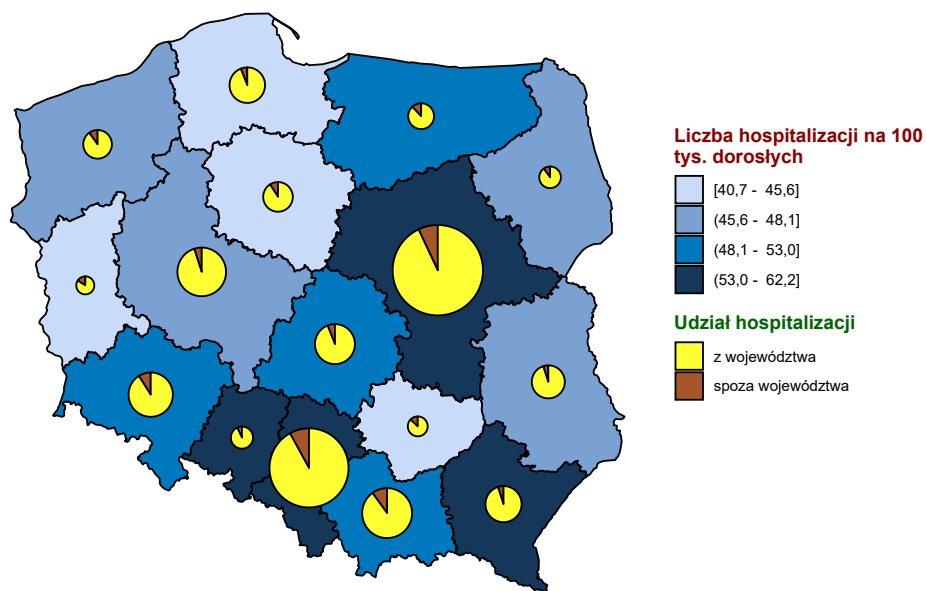 Liczba hospitalizacji na 100
tys. dorosłych
[40,7 - 45,6]
(45,6 - 48,1]
(48,1 - 53,0]
(53,0 - 62,2]
Udział hospitalizacji
z województwa
spoza województwa